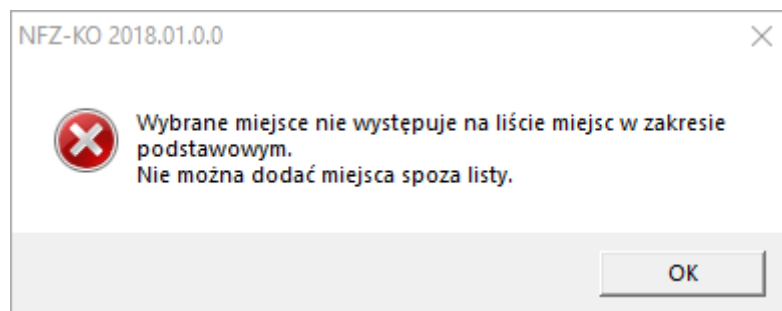 NFZ-KO 2018.01.0.0
Wybrane miejsce nie występuje na liście miejsc w zakresie
podstawowym.
Nie można dodać miejsca spoza listy.
OK